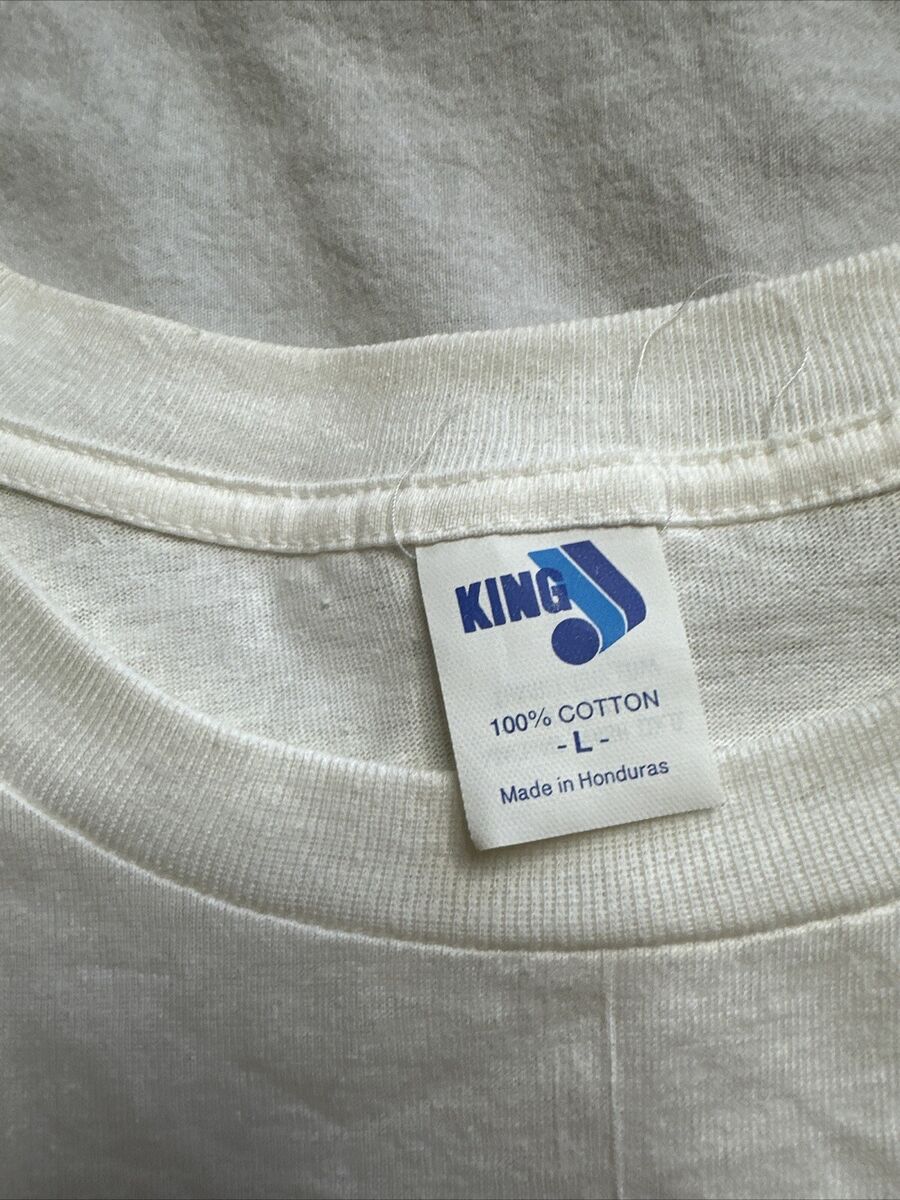 KING
100% COTTON
- L -
Made in Honduras